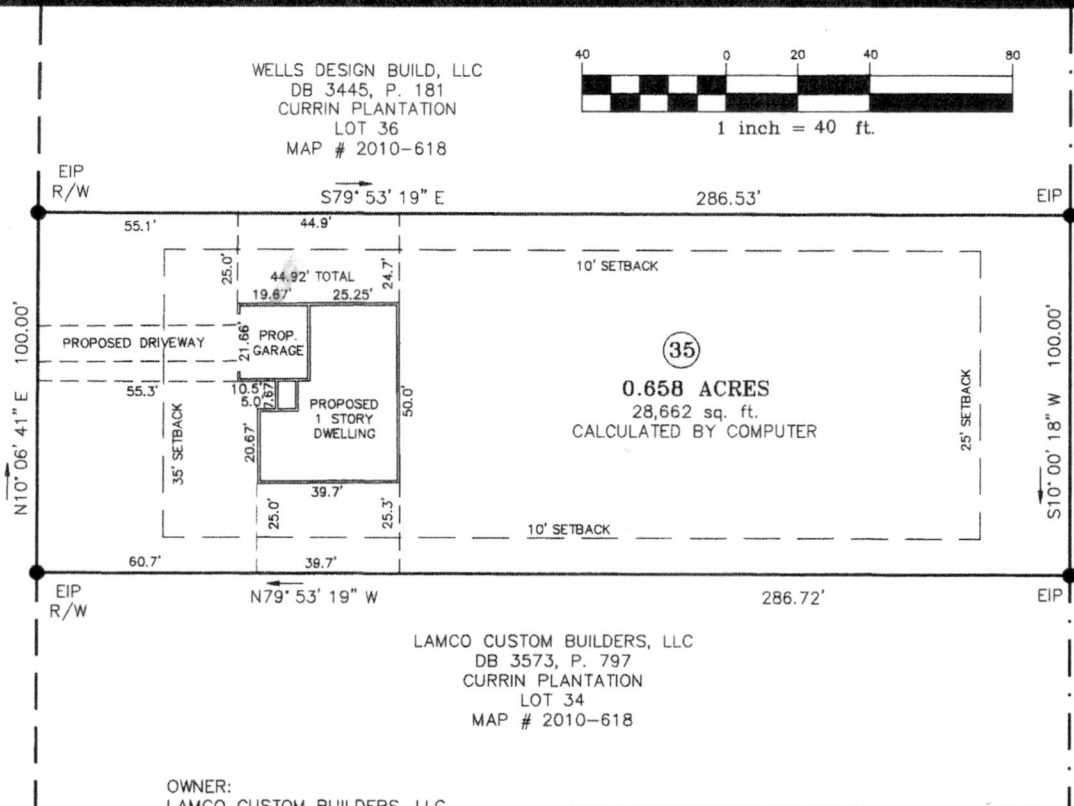 WELLS DESIGN BUILD, LLC
DB 3445, P. 181
CURRIN PLANTATION
LOT 36
MAP # 2010-618
40 0 20 40 80
1 inch = 40 ft.
EIP
R/W
S79° 53' 19" E
286.53'
EIP
55.1'
44.9'
10' SETBACK
25.0'
44.92' TOTAL
24.7'
19.67'
25.25'
N10° 06' 41" E 100.00'
PROPOSED DRIVEWAY
21.66'
PROP.
GARAGE
35
0.658 ACRES
28,662 sq. ft.
CALCULATED BY COMPUTER
S10° 00' 18" W 100.00'
55.3'
10.5'
5.0'
7.67'
PROPOSED
1 STORY
DWELLING
50.0'
25' SETBACK
35' SETBACK
20.67'
39.7'
25.0'
25.3'
10' SETBACK
60.7'
39.7'
EIP
R/W
N79° 53' 19" W
286.72'
EIP
LAMCO CUSTOM BUILDERS, LLC
DB 3573, P. 797
CURRIN PLANTATION
LOT 34
MAP # 2010-618
OWNER:
LAMCO CUSTOM BUILDERS, LLC